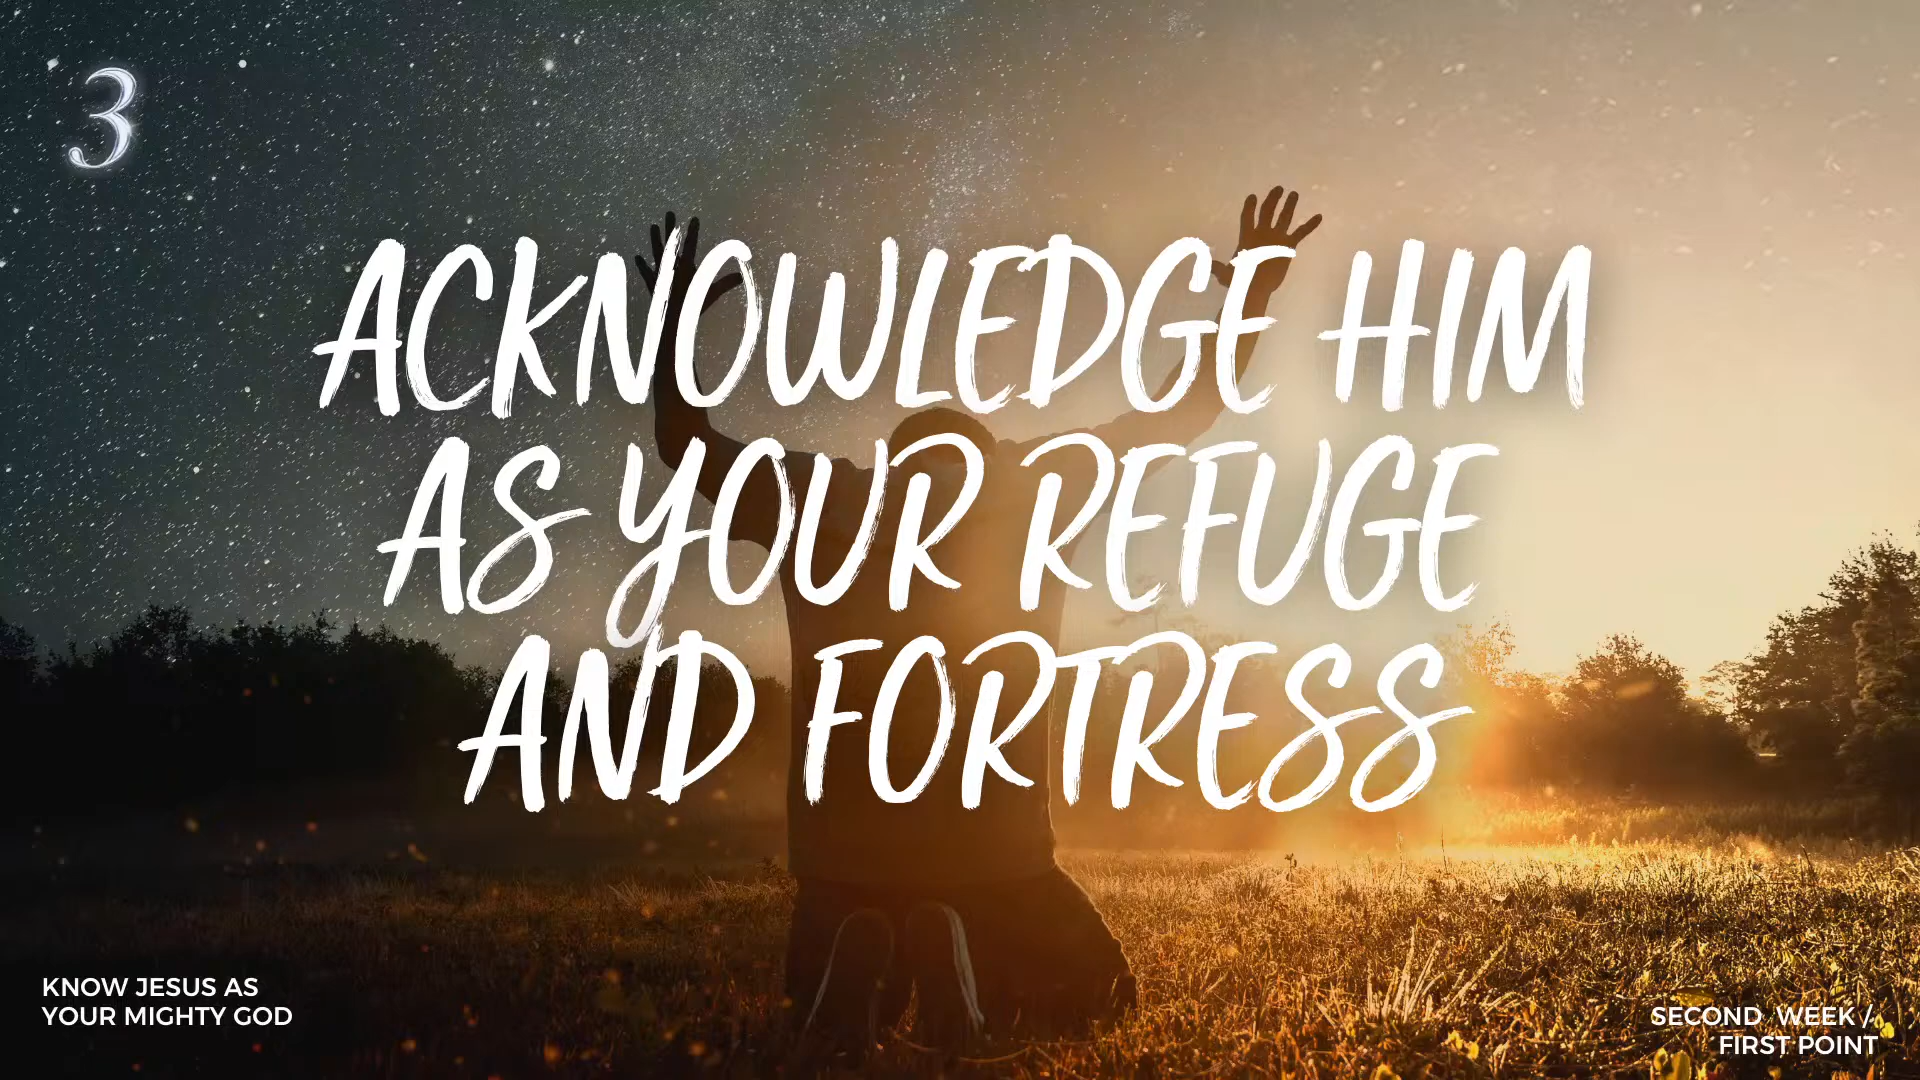 3
ACKNOWLEDGE HIM
AS YOUR REFUGE
AND FORTRESS
KNOW JESUS AS
YOUR MIGHTY GOD
SECOND WEEK /
FIRST POINT